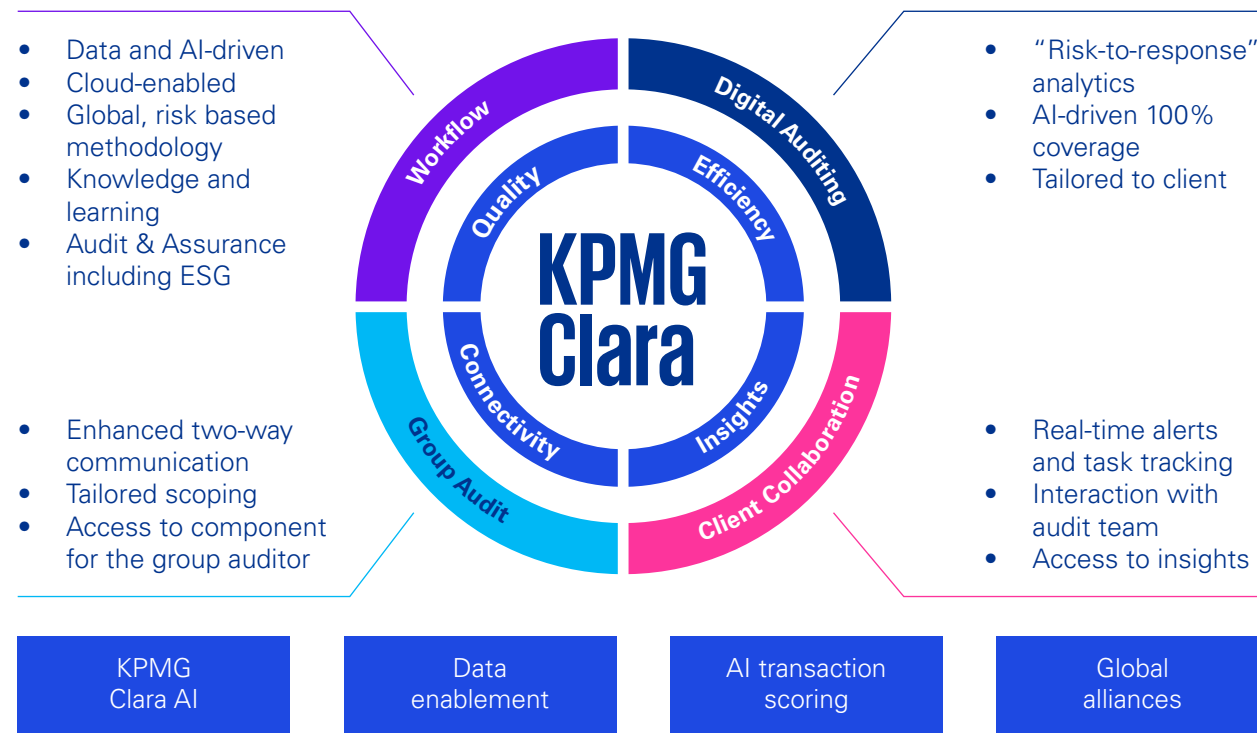 • Data and AI-driven
• Cloud-enabled
• Global, risk based
methodology
• Knowledge and
learning
• Audit & Assurance
including ESG
• “Risk-to-response”
analytics
• AI-driven 100%
coverage
• Tailored to client
Workflow
Digital Auditing
Quality
Efficiency
KPMG
Clara
Connectivity
Insights
Group Audit
Client Collaboration
• Enhanced two-way
communication
• Tailored scoping
• Access to component
for the group auditor
• Real-time alerts
and task tracking
• Interaction with
audit team
• Access to insights
KPMG
Clara AI
Data
enablement
AI transaction
scoring
Global
alliances